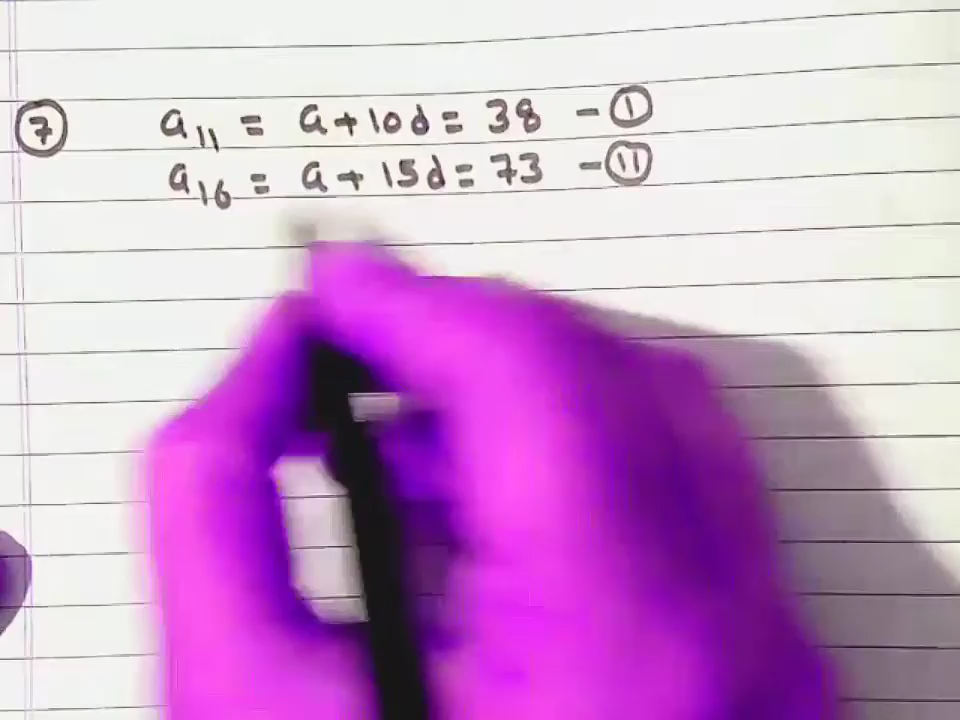 ⑦ a₁₁ = a + 10d = 38 - ①
a₁₆ = a + 15d = 73 - ⑪